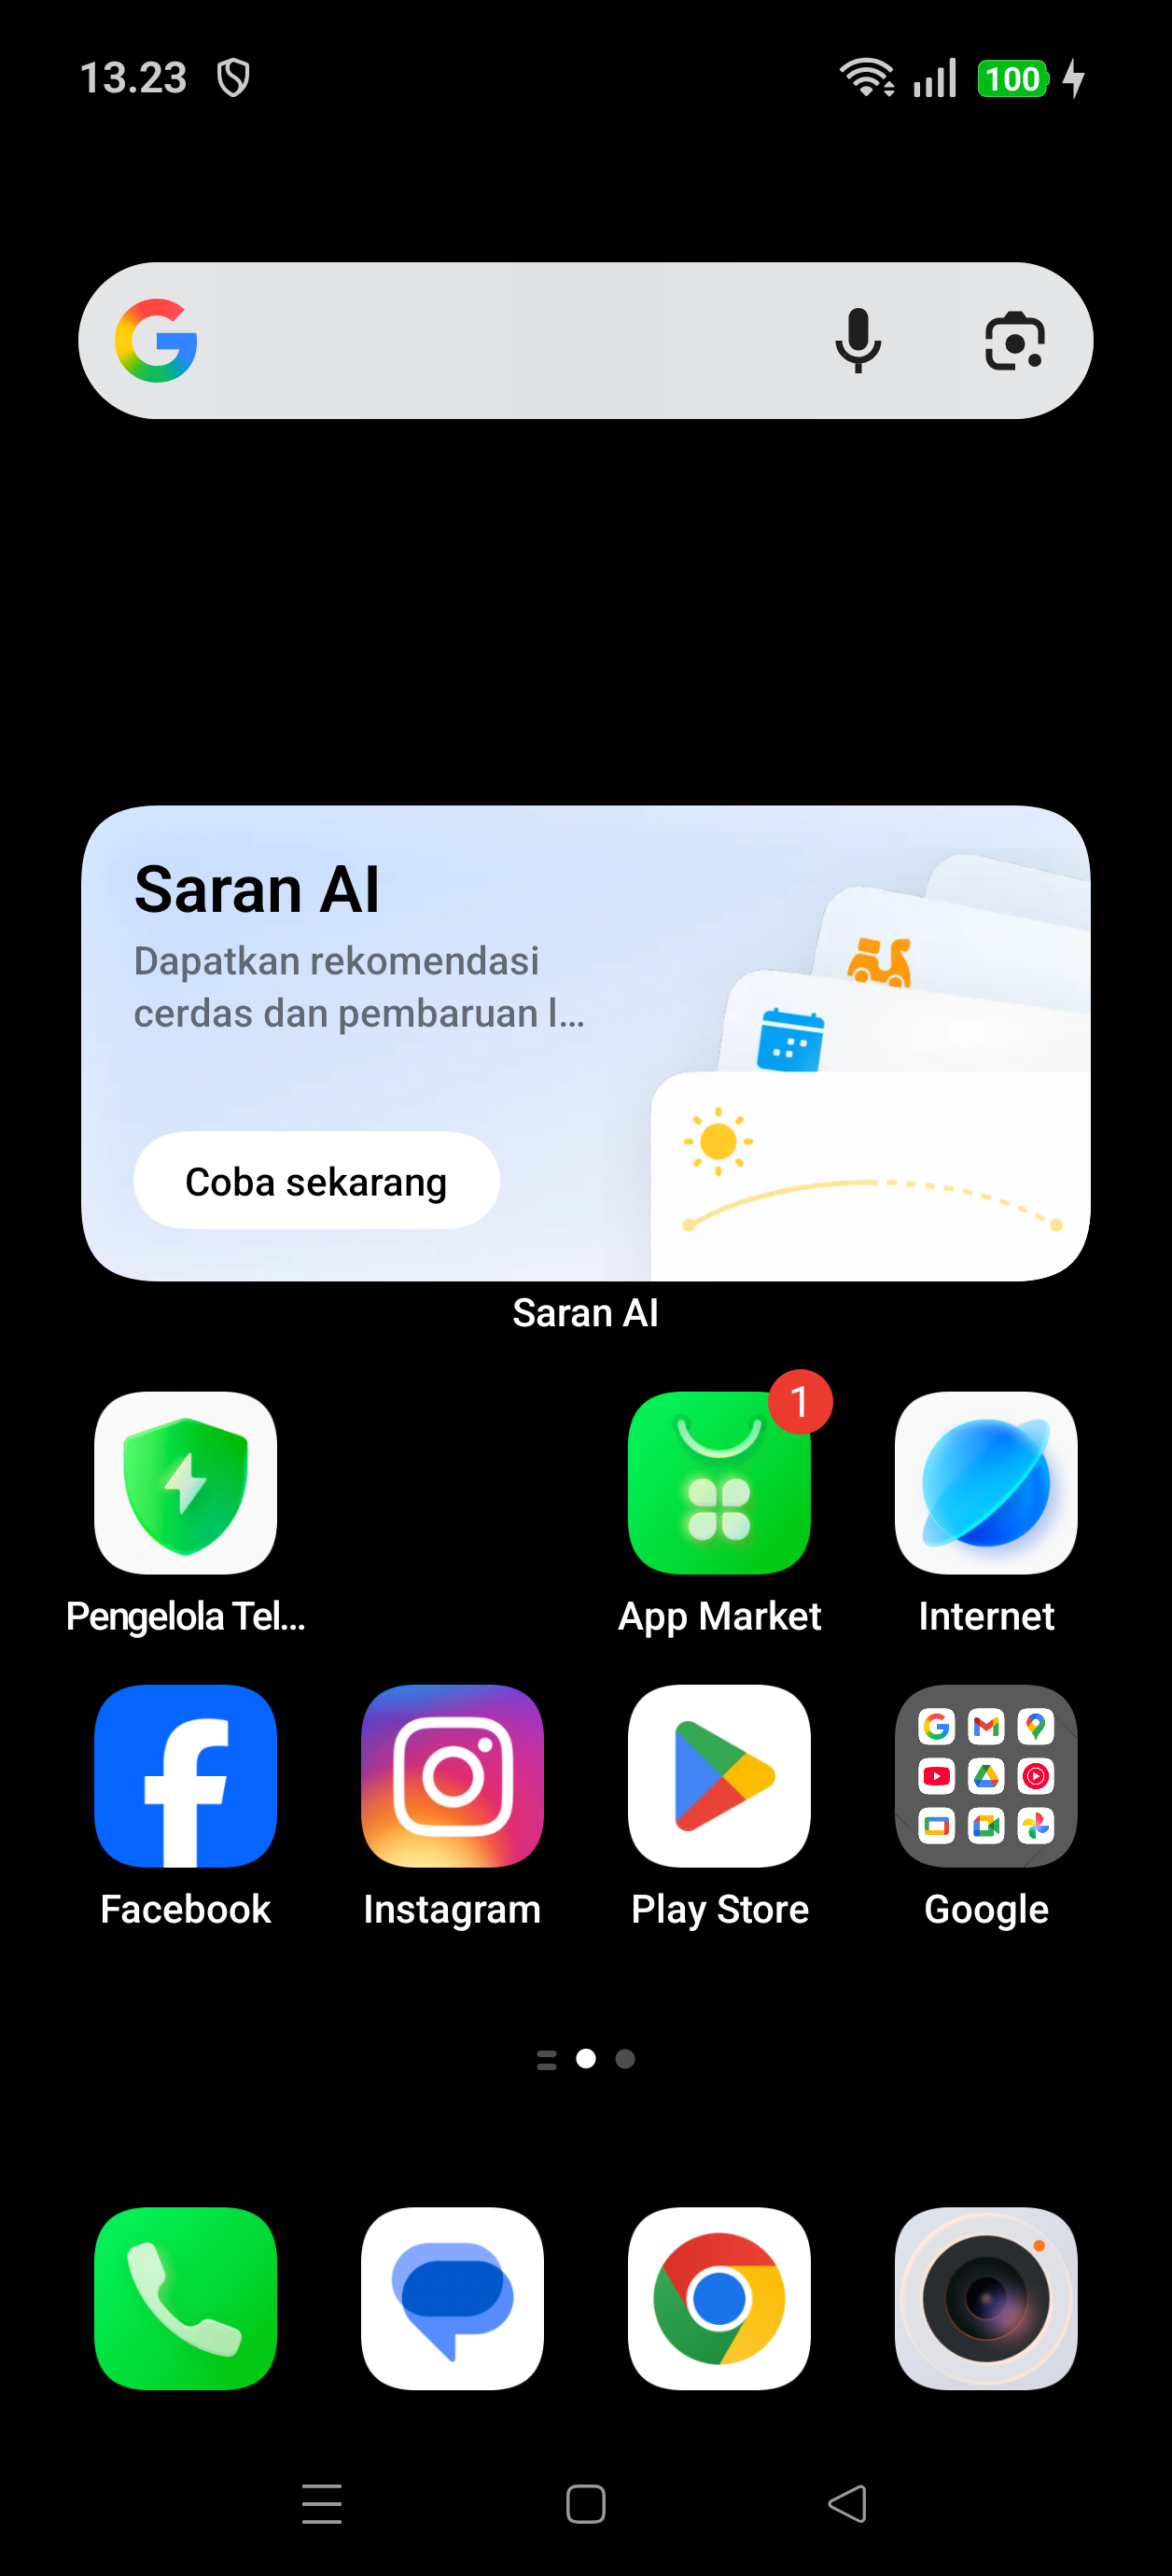 13.23
100
Saran AI
Dapatkan rekomendasi
cerdas dan pembaruan l...
Coba sekarang
Saran AI
1
Pengelola Tel...
App Market
Internet
Facebook
Instagram
Play Store
Google